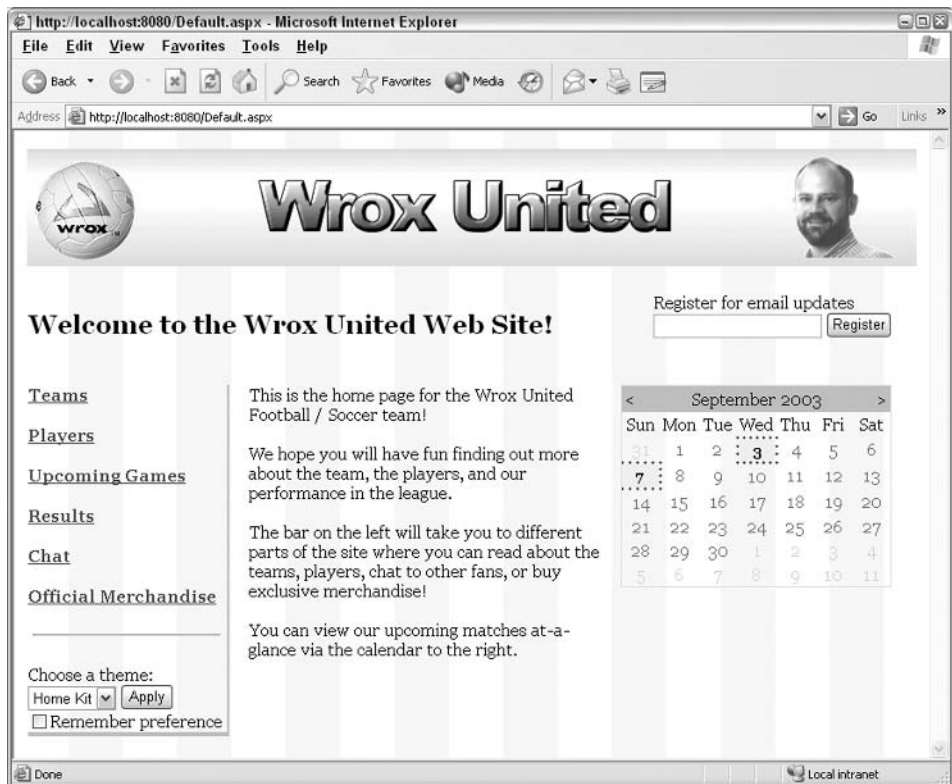 http://localhost:8080/Default.aspx - Microsoft Internet Explorer
File Edit View Favorites Tools Help
Back Search Favorites Media
Address http://localhost:8080/Default.aspx Go Links »
wrox
Wrox United
Welcome to the Wrox United Web Site!
Register for email updates
Register
Teams
Players
Upcoming Games
Results
Chat
Official Merchandise
Choose a theme:
Home Kit Apply
Remember preference
This is the home page for the Wrox United
Football / Soccer team!
We hope you will have fun finding out more
about the team, the players, and our
performance in the league.
The bar on the left will take you to different
parts of the site where you can read about the
teams, players, chat to other fans, or buy
exclusive merchandise!
You can view our upcoming matches at-a-
glance via the calendar to the right.
< September 2003 >
Sun Mon Tue Wed Thu Fri Sat
31 1 2 3 4 5 6
7 8 9 10 11 12 13
14 15 16 17 18 19 20
21 22 23 24 25 26 27
28 29 30 1 2 3 4
5 6 7 8 9 10 11
Done Local intranet